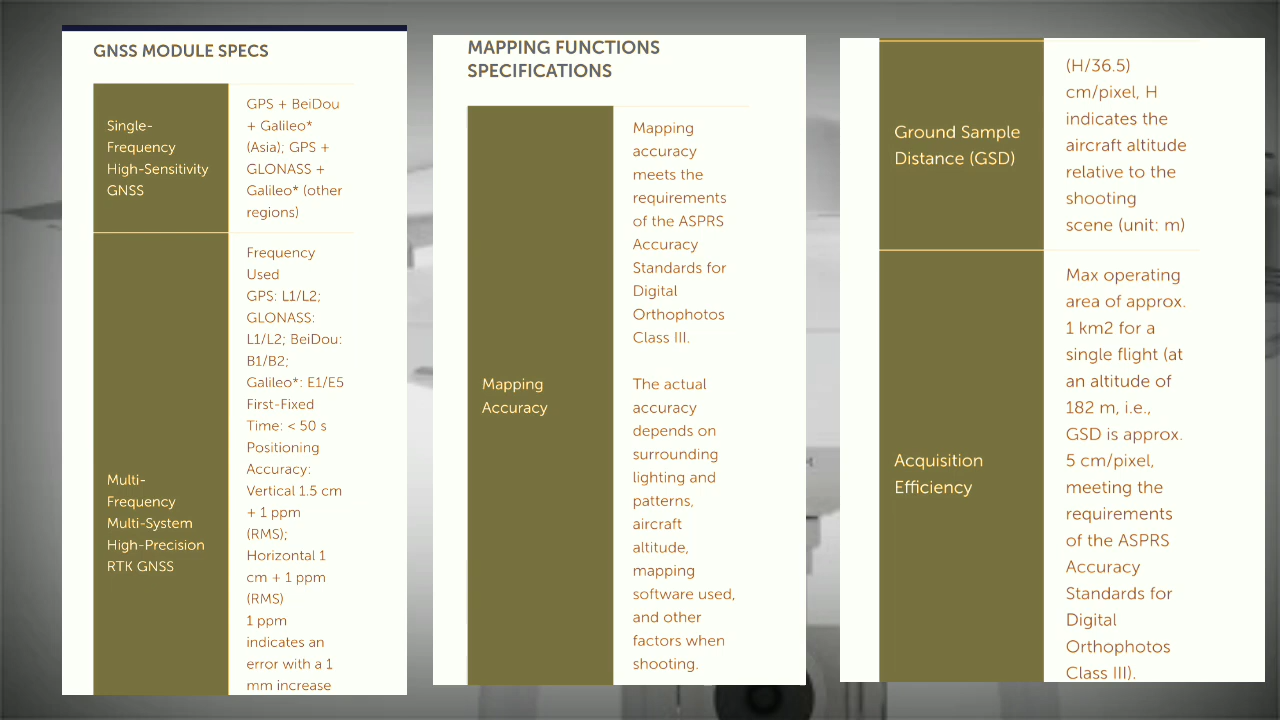 GNSS MODULE SPECS
Single-
Frequency
High-Sensitivity
GNSS
GPS + BeiDou
+ Galileo*
(Asia); GPS +
GLONASS +
Galileo* (other
regions)
Multi-
Frequency
Multi-System
High-Precision
RTK GNSS
Frequency
Used
GPS: L1/L2;
GLONASS:
L1/L2; BeiDou:
B1/B2;
Galileo*: E1/E5
First-Fixed
Time: < 50 s
Positioning
Accuracy:
Vertical 1.5 cm
+ 1 ppm
(RMS);
Horizontal 1
cm + 1 ppm
(RMS)
1 ppm
indicates an
error with a 1
mm increase
MAPPING FUNCTIONS
SPECIFICATIONS
Mapping
Accuracy
Mapping
accuracy
meets the
requirements
of the ASPRS
Accuracy
Standards for
Digital
Orthophotos
Class III.
The actual
accuracy
depends on
surrounding
lighting and
patterns,
aircraft
altitude,
mapping
software used,
and other
factors when
shooting.
Ground Sample
Distance (GSD)
(H/36.5)
cm/pixel, H
indicates the
aircraft altitude
relative to the
shooting
scene (unit: m)
Acquisition
Efficiency
Max operating
area of approx.
1 km2 for a
single flight (at
an altitude of
182 m, i.e.,
GSD is approx.
5 cm/pixel,
meeting the
requirements
of the ASPRS
Accuracy
Standards for
Digital
Orthophotos
Class III).